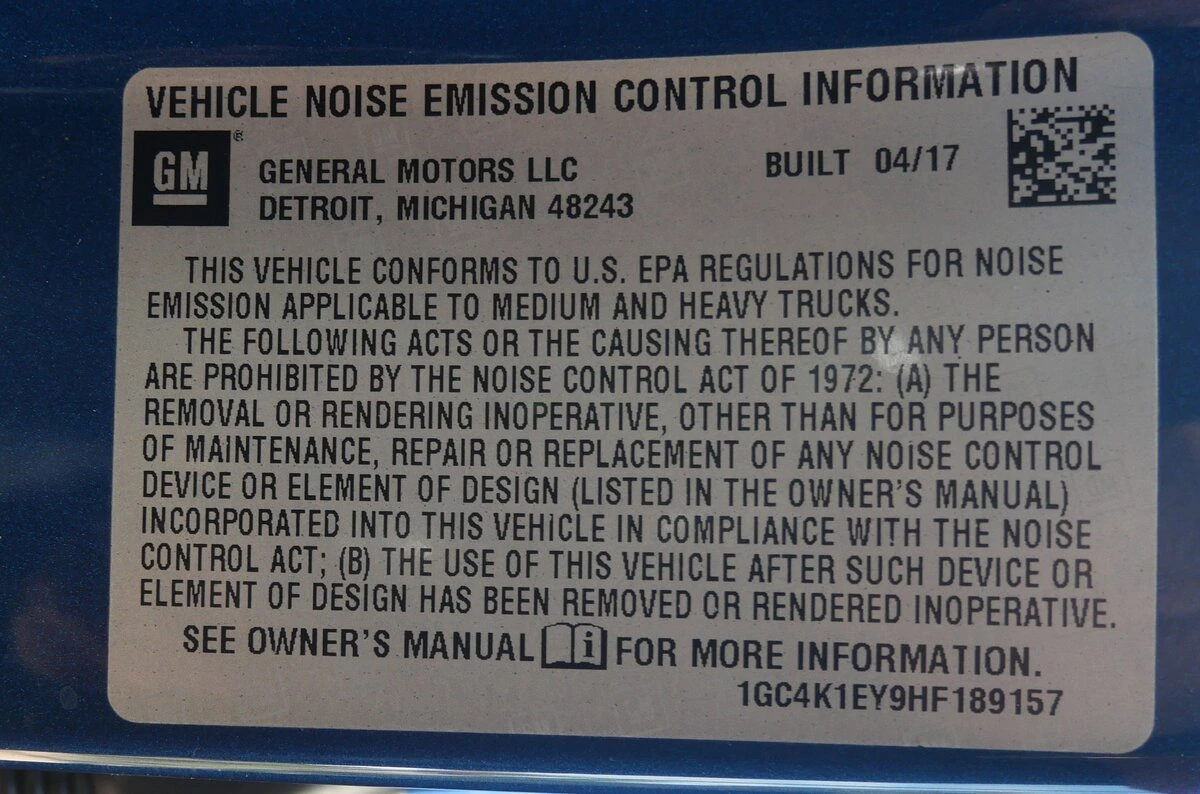 VEHICLE NOISE EMISSION CONTROL INFORMATION
GM®
GENERAL MOTORS LLC
DETROIT, MICHIGAN 48243
BUILT 04/17
THIS VEHICLE CONFORMS TO U.S. EPA REGULATIONS FOR NOISE
EMISSION APPLICABLE TO MEDIUM AND HEAVY TRUCKS.
THE FOLLOWING ACTS OR THE CAUSING THEREOF BY ANY PERSON
ARE PROHIBITED BY THE NOISE CONTROL ACT OF 1972: (A) THE
REMOVAL OR RENDERING INOPERATIVE, OTHER THAN FOR PURPOSES
OF MAINTENANCE, REPAIR OR REPLACEMENT OF ANY NOISE CONTROL
DEVICE OR ELEMENT OF DESIGN (LISTED IN THE OWNER'S MANUAL)
INCORPORATED INTO THIS VEHICLE IN COMPLIANCE WITH THE NOISE
CONTROL ACT; (B) THE USE OF THIS VEHICLE AFTER SUCH DEVICE OR
ELEMENT OF DESIGN HAS BEEN REMOVED OR RENDERED INOPERATIVE.
SEE OWNER'S MANUAL i FOR MORE INFORMATION.
1GC4K1EY9HF189157